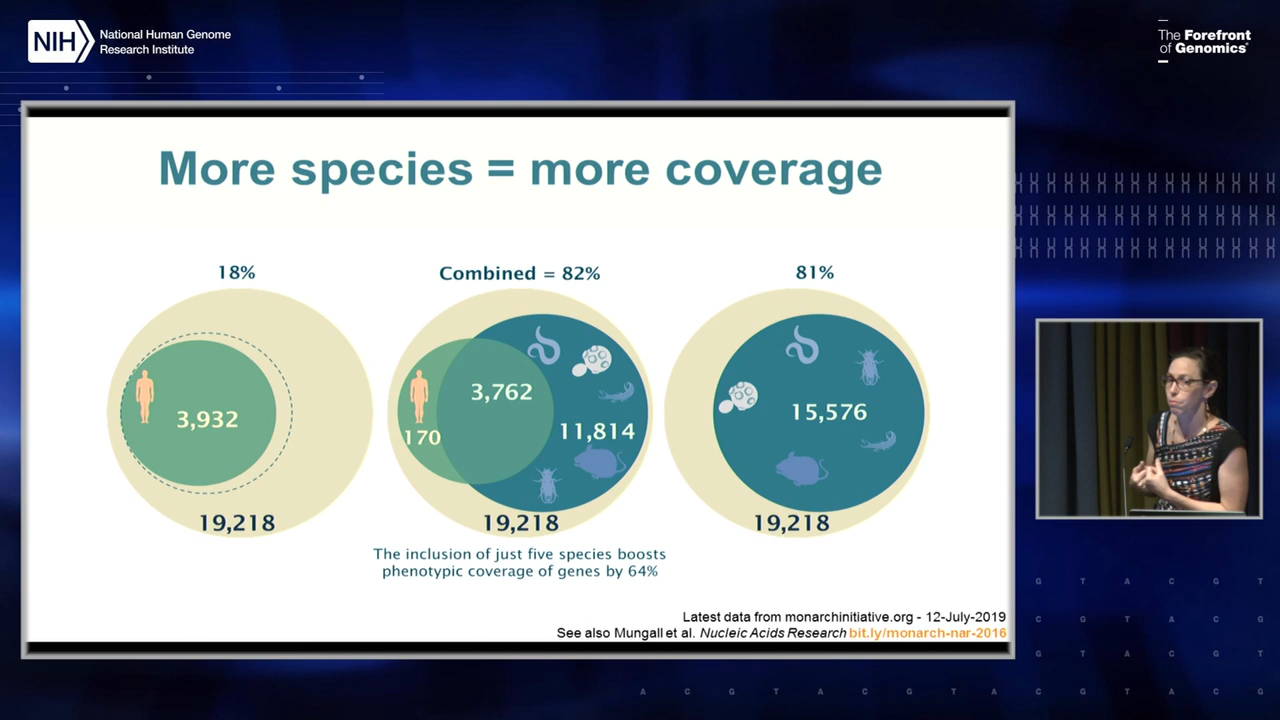 NIH
National Human Genome
Research Institute
The Forefront
of Genomics®
More species = more coverage
18%
Combined = 82%
81%
3,932
19,218
3,762
170
11,814
19,218
15,576
19,218
The inclusion of just five species boosts
phenotypic coverage of genes by 64%
Latest data from monarchinitiative.org - 12-July-2019
See also Mungall et al. Nucleic Acids Research bit.ly/monarch-nar-2016
G T A C G T
A C G T A C G
G T A C G T
A C G T A C G T A C G T A C G